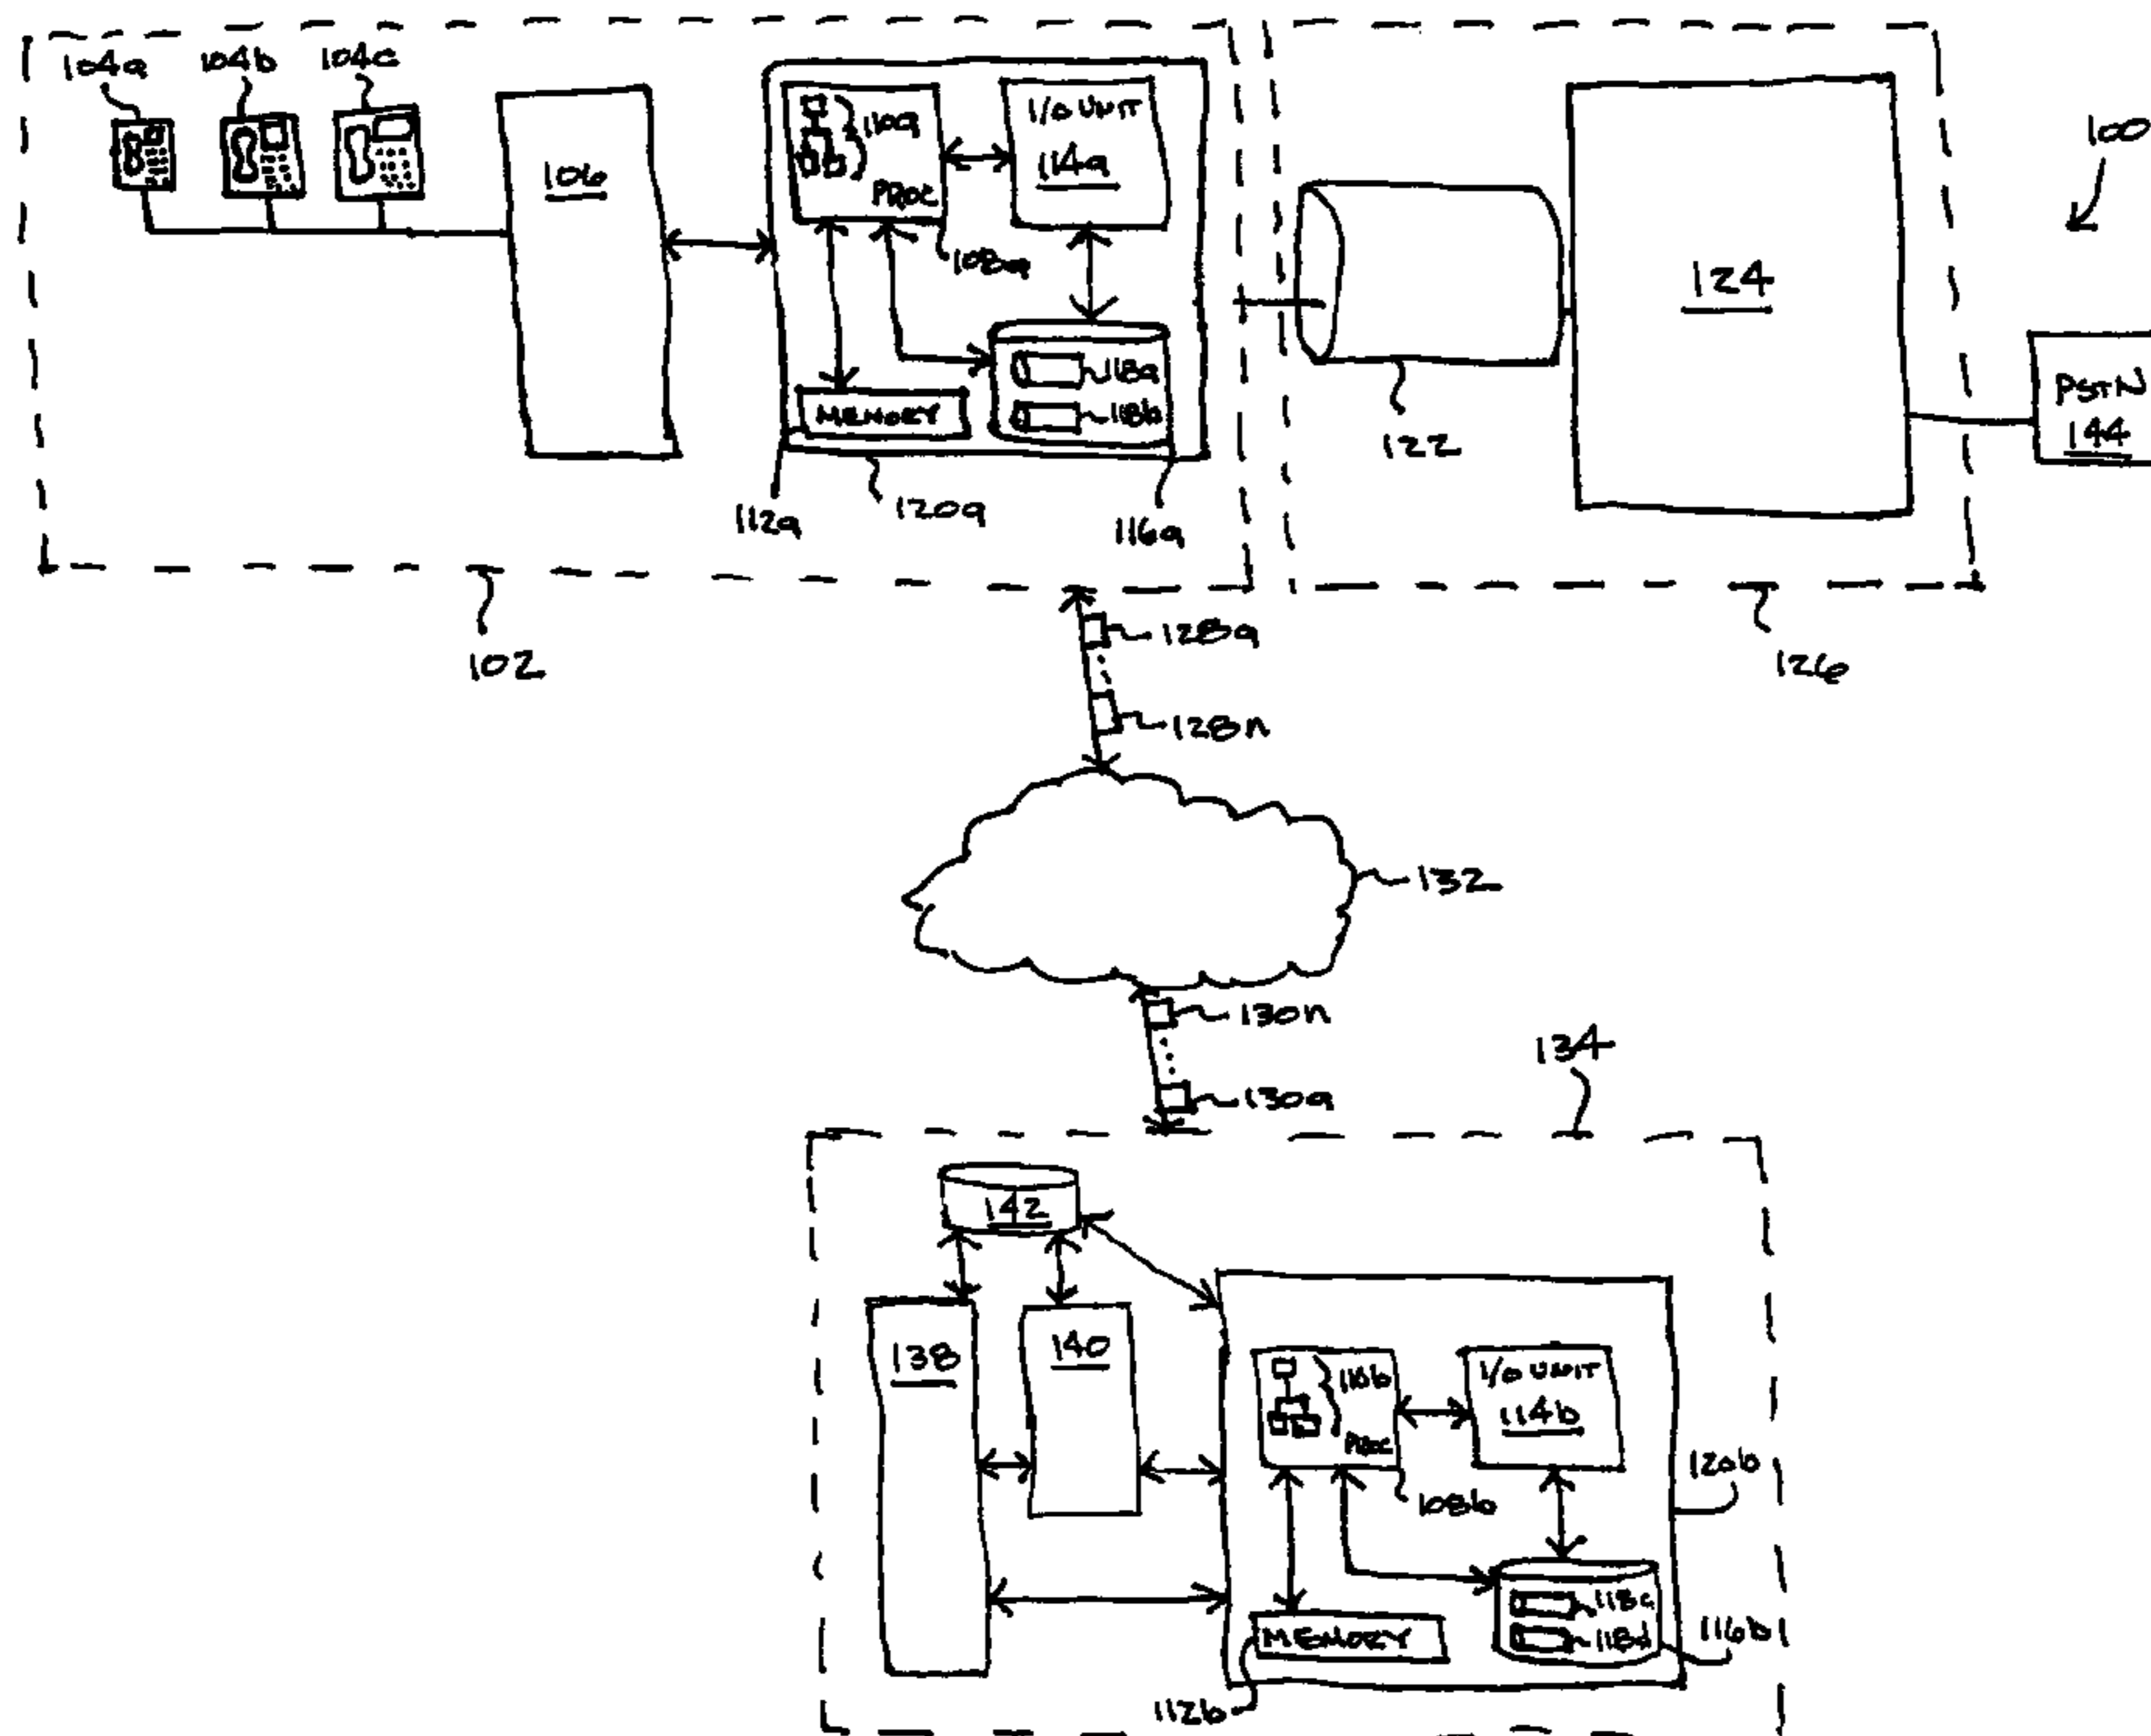 104a 104b 104c
106
110a
PROC
108a
I/O UNIT
114a
118a
118b
MEMORY
112a
120a
116a
122
124
100
PSTN
144
102
126
128a
128n
132
130n
130a
134
142
138
140
110b
PROC
108b
I/O UNIT
114b
120b
118c
118d
116b
MEMORY
112b